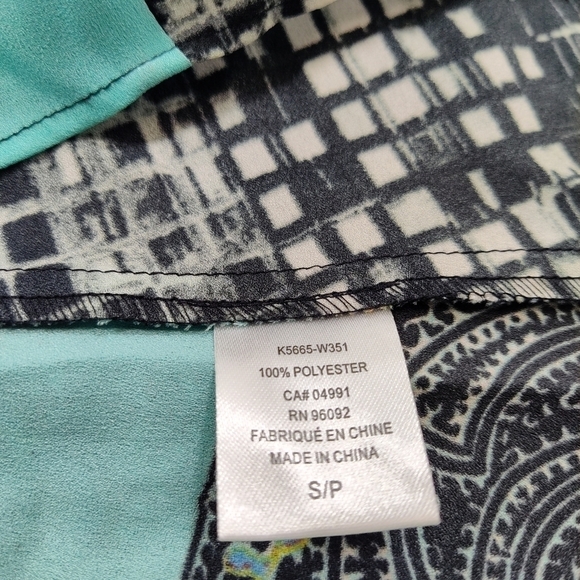 K5665-W351
100% POLYESTER
CA# 04991
RN 96092
FABRIQUÉ EN CHINE
MADE IN CHINA
S/P